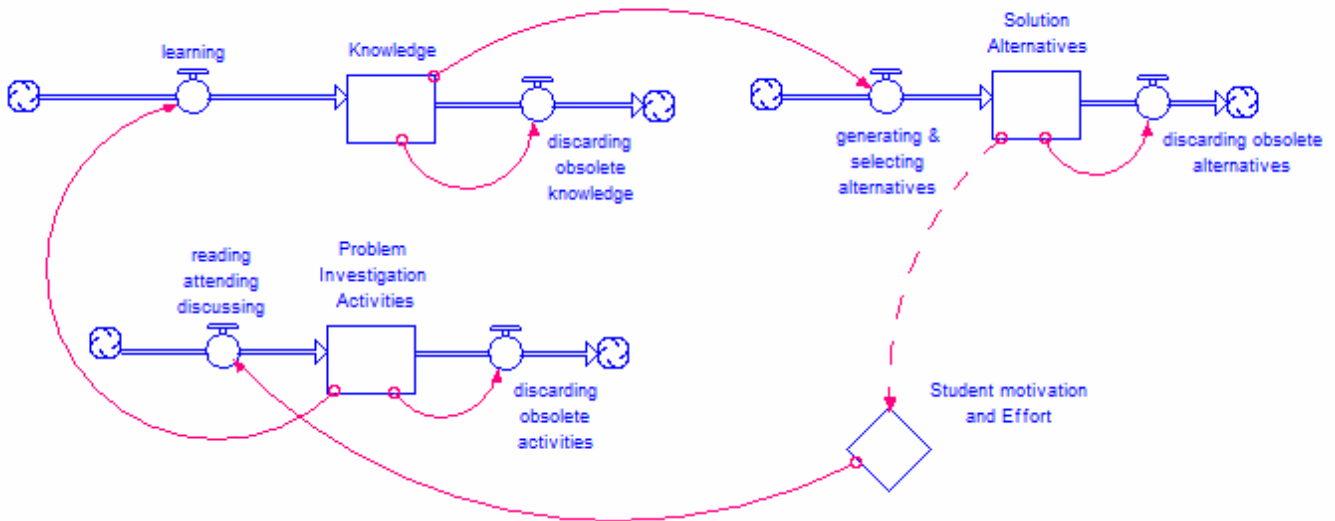 learning
Knowledge
discarding
obsolete
knowledge
Solution
Alternatives
generating &
selecting
alternatives
discarding obsolete
alternatives
reading
attending
discussing
Problem
Investigation
Activities
discarding
obsolete
activities
Student motivation
and Effort